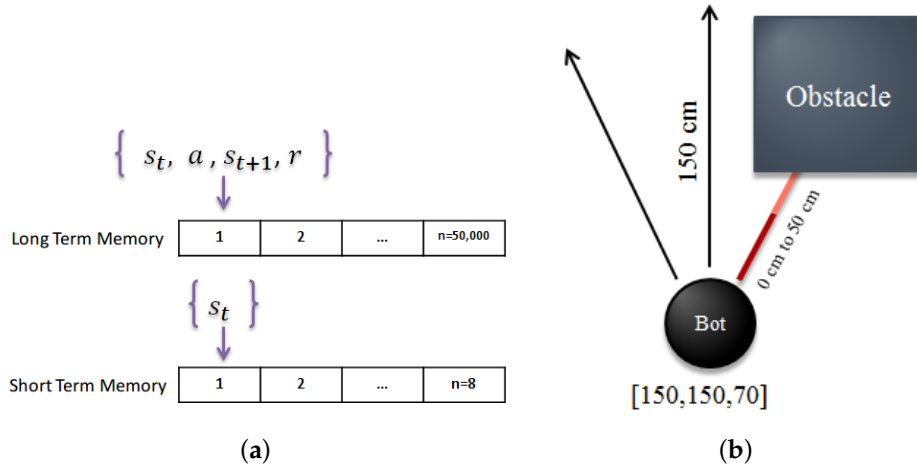 { s_t, a , s_{t+1}, r }
Long Term Memory 1 2 ... n=50,000
{ s_t }
Short Term Memory 1 2 ... n=8
(a)
Obstacle
150 cm
0 cm to 50 cm
Bot
[150,150,70]
(b)